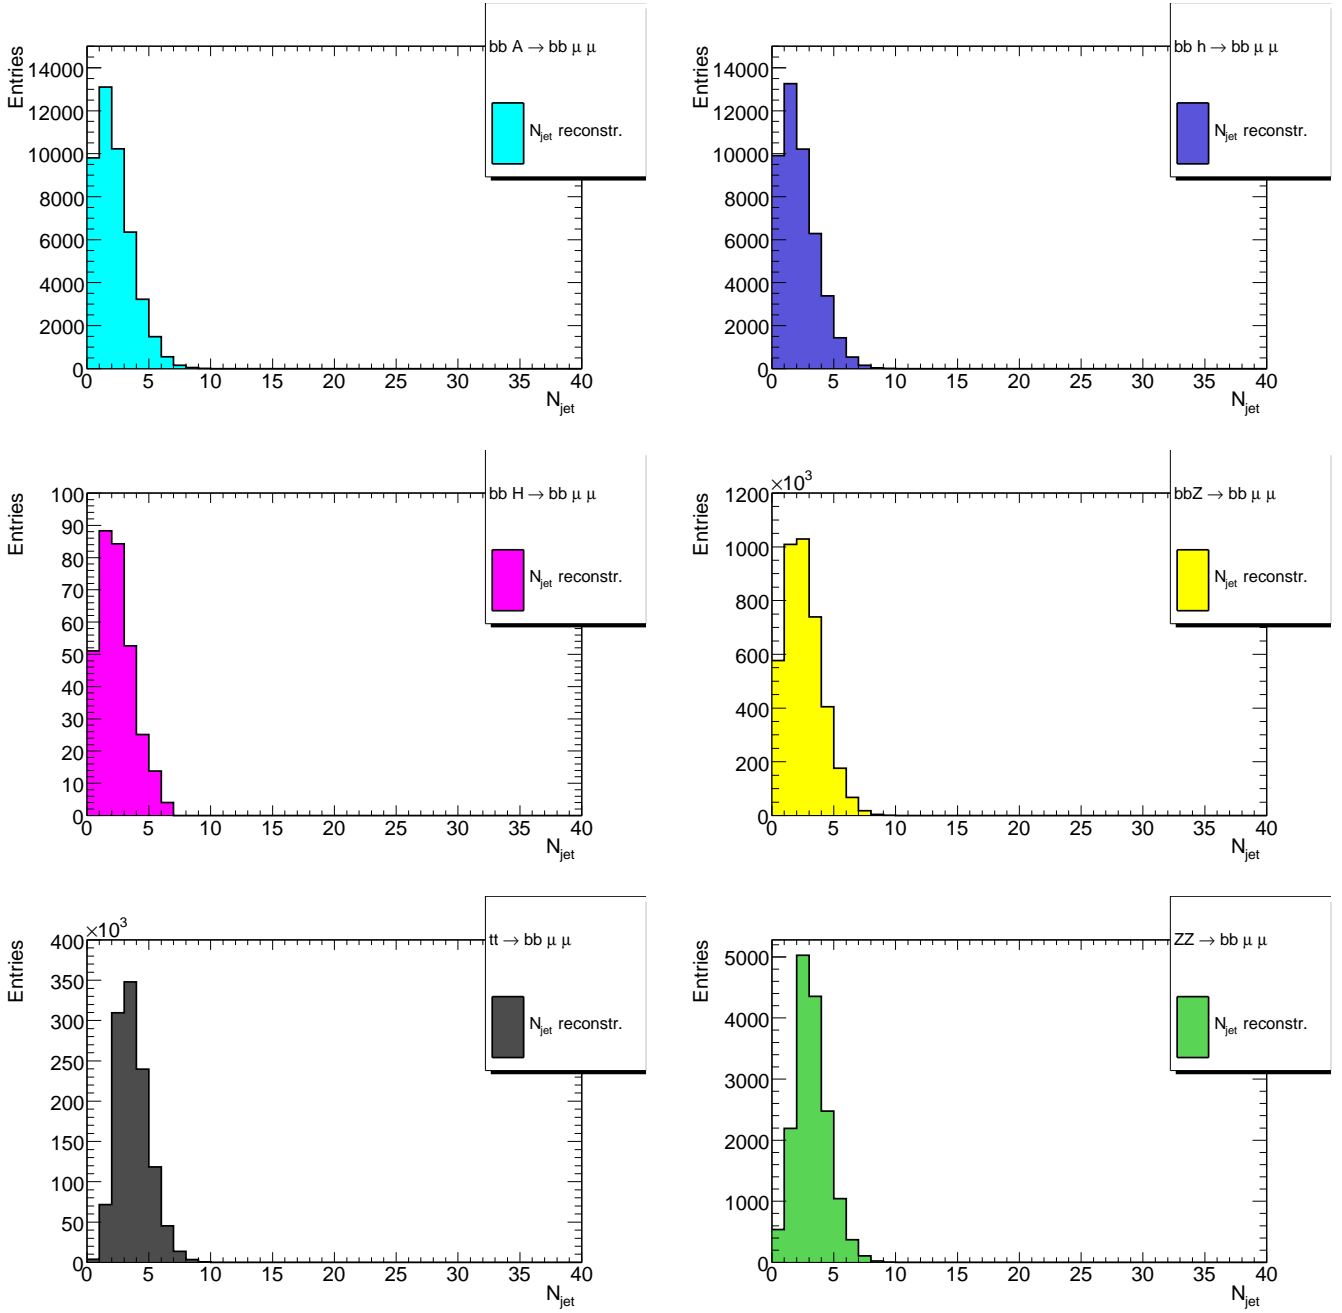 Entries
bb A → bb μ μ
N_jet reconstr.
14000
12000
10000
8000
6000
4000
2000
0
0 5 10 15 20 25 30 35 40
N_jet
Entries
bb h → bb μ μ
N_jet reconstr.
14000
12000
10000
8000
6000
4000
2000
0
0 5 10 15 20 25 30 35 40
N_jet
Entries
bb H → bb μ μ
N_jet reconstr.
100
90
80
70
60
50
40
30
20
10
0
0 5 10 15 20 25 30 35 40
N_jet
Entries
×10³
bbZ → bb μ μ
N_jet reconstr.
1200
1000
800
600
400
200
0
0 5 10 15 20 25 30 35 40
N_jet
Entries
×10³
tt → bb μ μ
N_jet reconstr.
400
350
300
250
200
150
100
50
0
0 5 10 15 20 25 30 35 40
N_jet
Entries
ZZ → bb μ μ
N_jet reconstr.
5000
4000
3000
2000
1000
0
0 5 10 15 20 25 30 35 40
N_jet